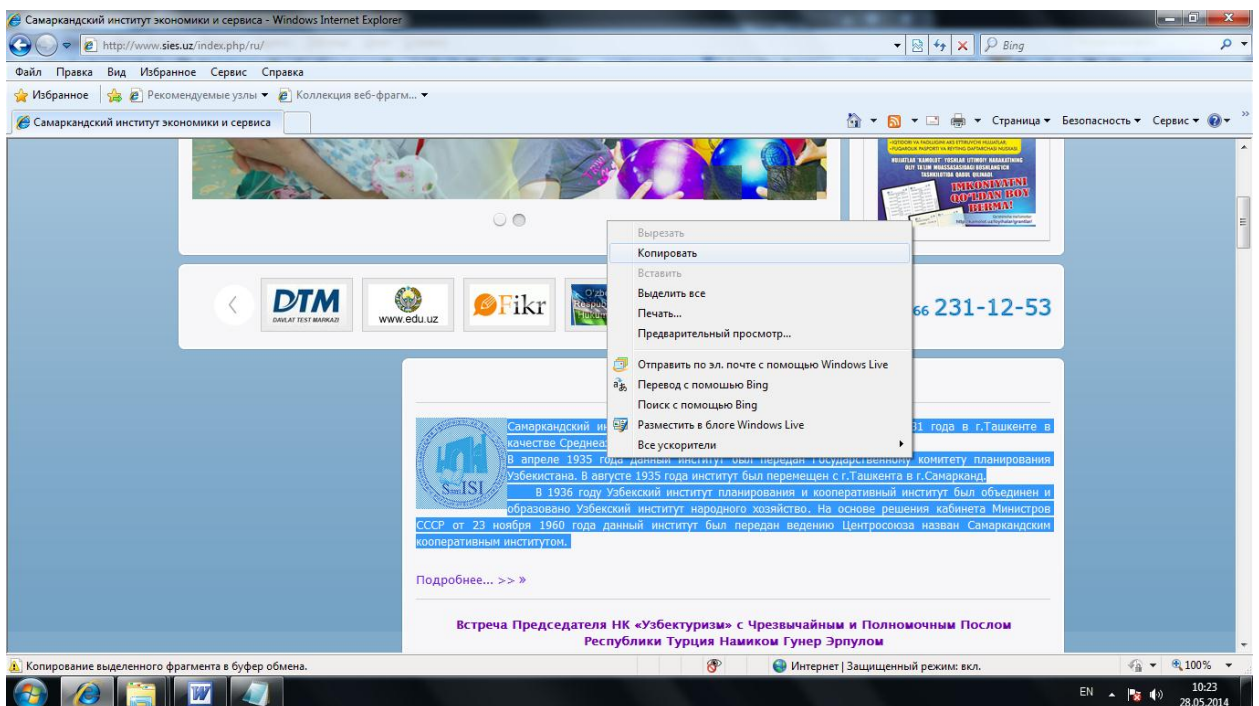 Самаркандский институт экономики и сервиса - Windows Internet Explorer
http://www.sies.uz/index.php/ru/
Bing
Файл Правка Вид Избранное Сервис Справка
Избранное Рекомендуемые узлы Коллекция веб-фрагм...
Самаркандский институт экономики и сервиса
Страница Безопасность Сервис
IMKONIYATNI
QO'LDAN BOY
BERMA!
Вырезать
Копировать
Вставить
Выделить все
Печать...
Предварительный просмотр...
Отправить по эл. почте с помощью Windows Live
Перевод с помошью Bing
Поиск с помощью Bing
Разместить в блоге Windows Live
Все ускорители
DTM
DAVLAT TEST MARKAZI
www.edu.uz
Fikr
66 231-12-53
SamISI
Самаркандский 31 года в г.Ташкенте в
качестве
В апреле 1935 года данный институт был передан Государственному комитету планирования
Узбекистана. В августе 1935 года институт был перемещен с г.Ташкента в г.Самарканд.
В 1936 году Узбекский институт планирования и кооперативный институт был объединен и
образовано Узбекский институт народного хозяйство. На основе решения кабинета Министров
СССР от 23 ноября 1960 года данный институт был передан ведению Центросоюза назван Самаркандским
кооперативным институтом.
Подробнее... >> »
Встреча Председателя НК «Узбектуризм» с Чрезвычайным и Полномочным Послом
Республики Турция Намиком Гунер Эрпулом
Копирование выделенного фрагмента в буфер обмена.
Интернет | Защищенный режим: вкл.
100%
EN
10:23
28.05.2014